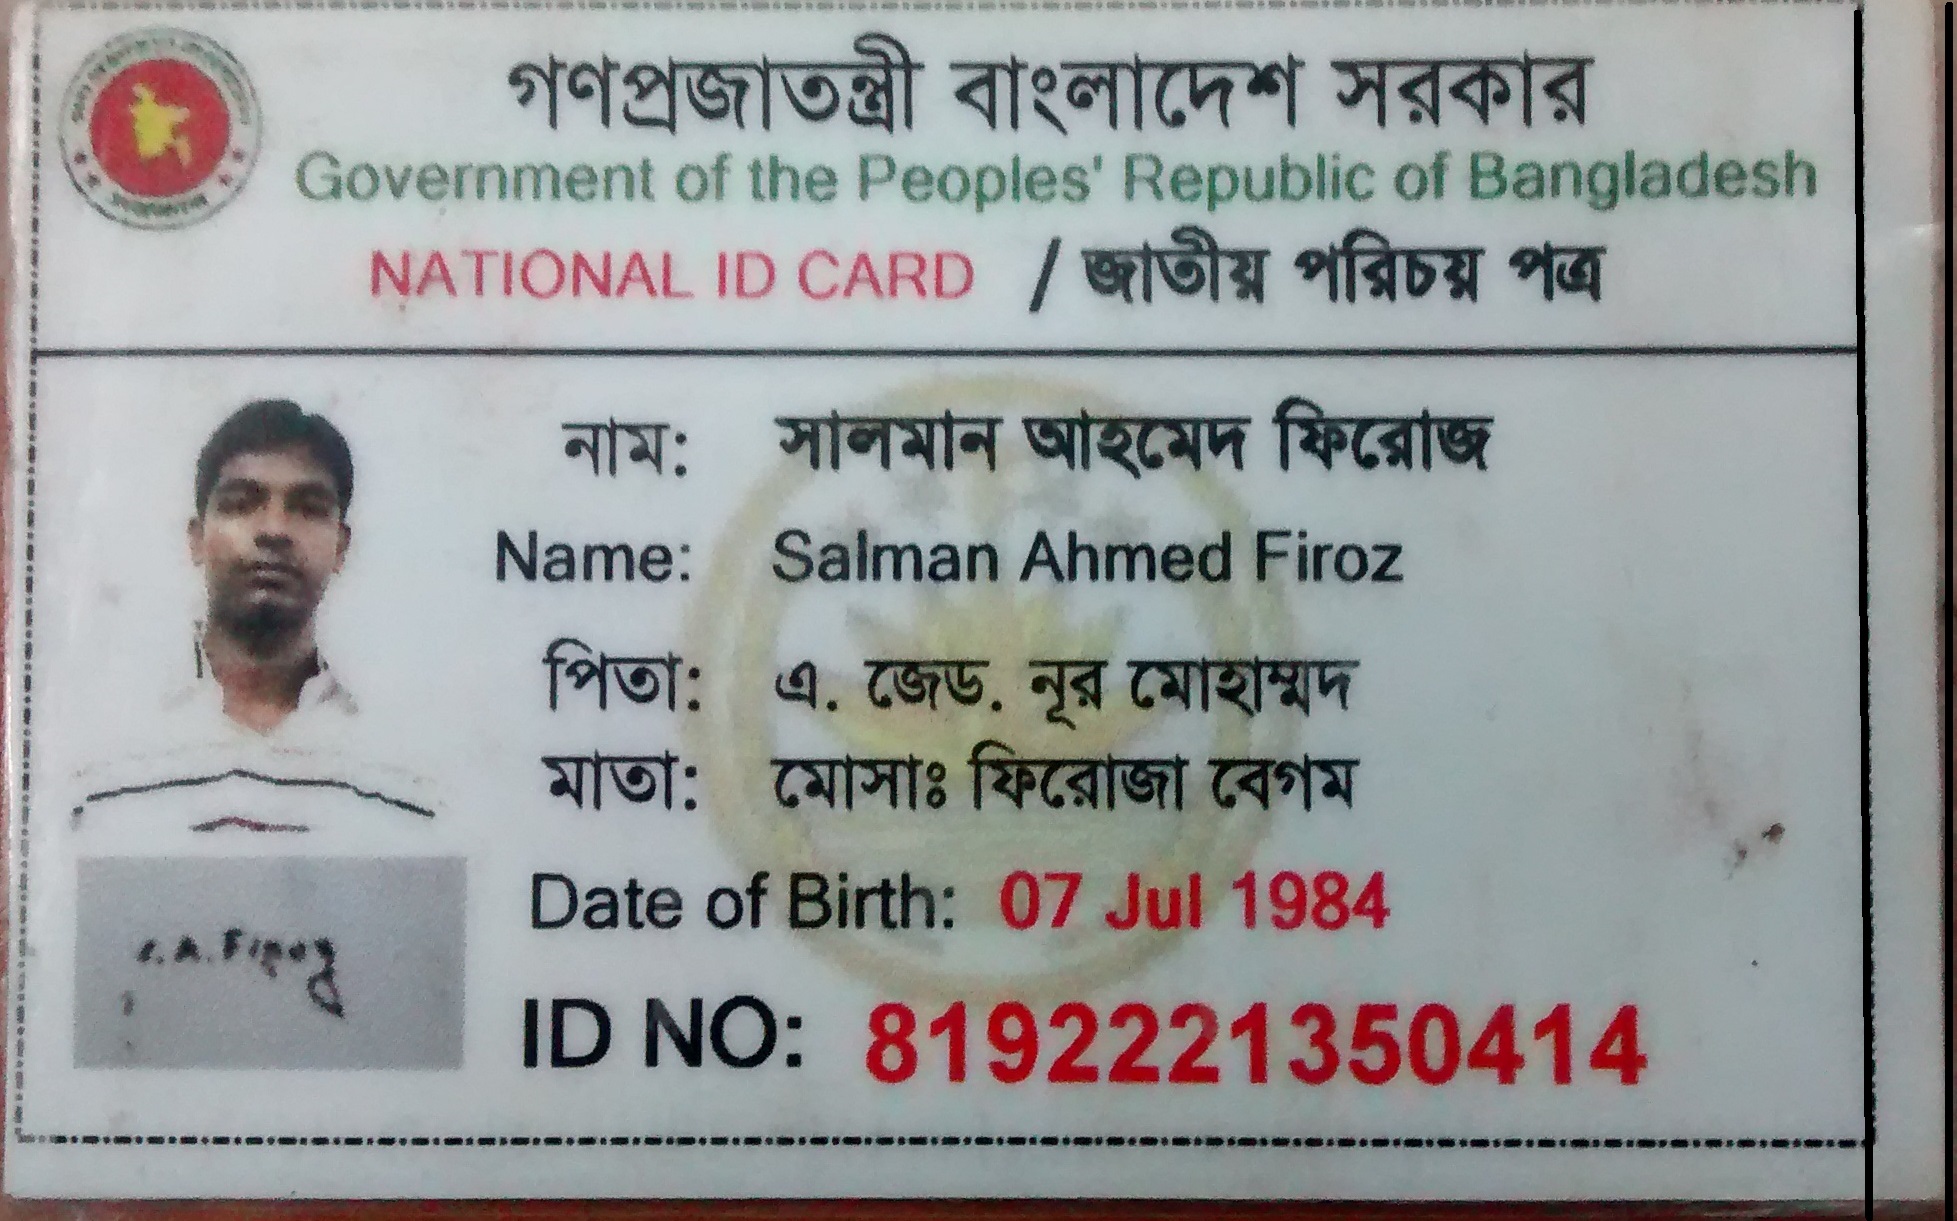 গণপ্রজাতন্ত্রী বাংলাদেশ সরকার
Government of the Peoples' Republic of Bangladesh
NATIONAL ID CARD / জাতীয় পরিচয় পত্র
নাম: সালমান আহমেদ ফিরোজ
Name: Salman Ahmed Firoz
পিতা: এ. জেড. নূর মোহাম্মদ
মাতা: মোসাঃ ফিরোজা বেগম
Date of Birth: 07 Jul 1984
ID NO: 8192221350414
S.A. Firoz